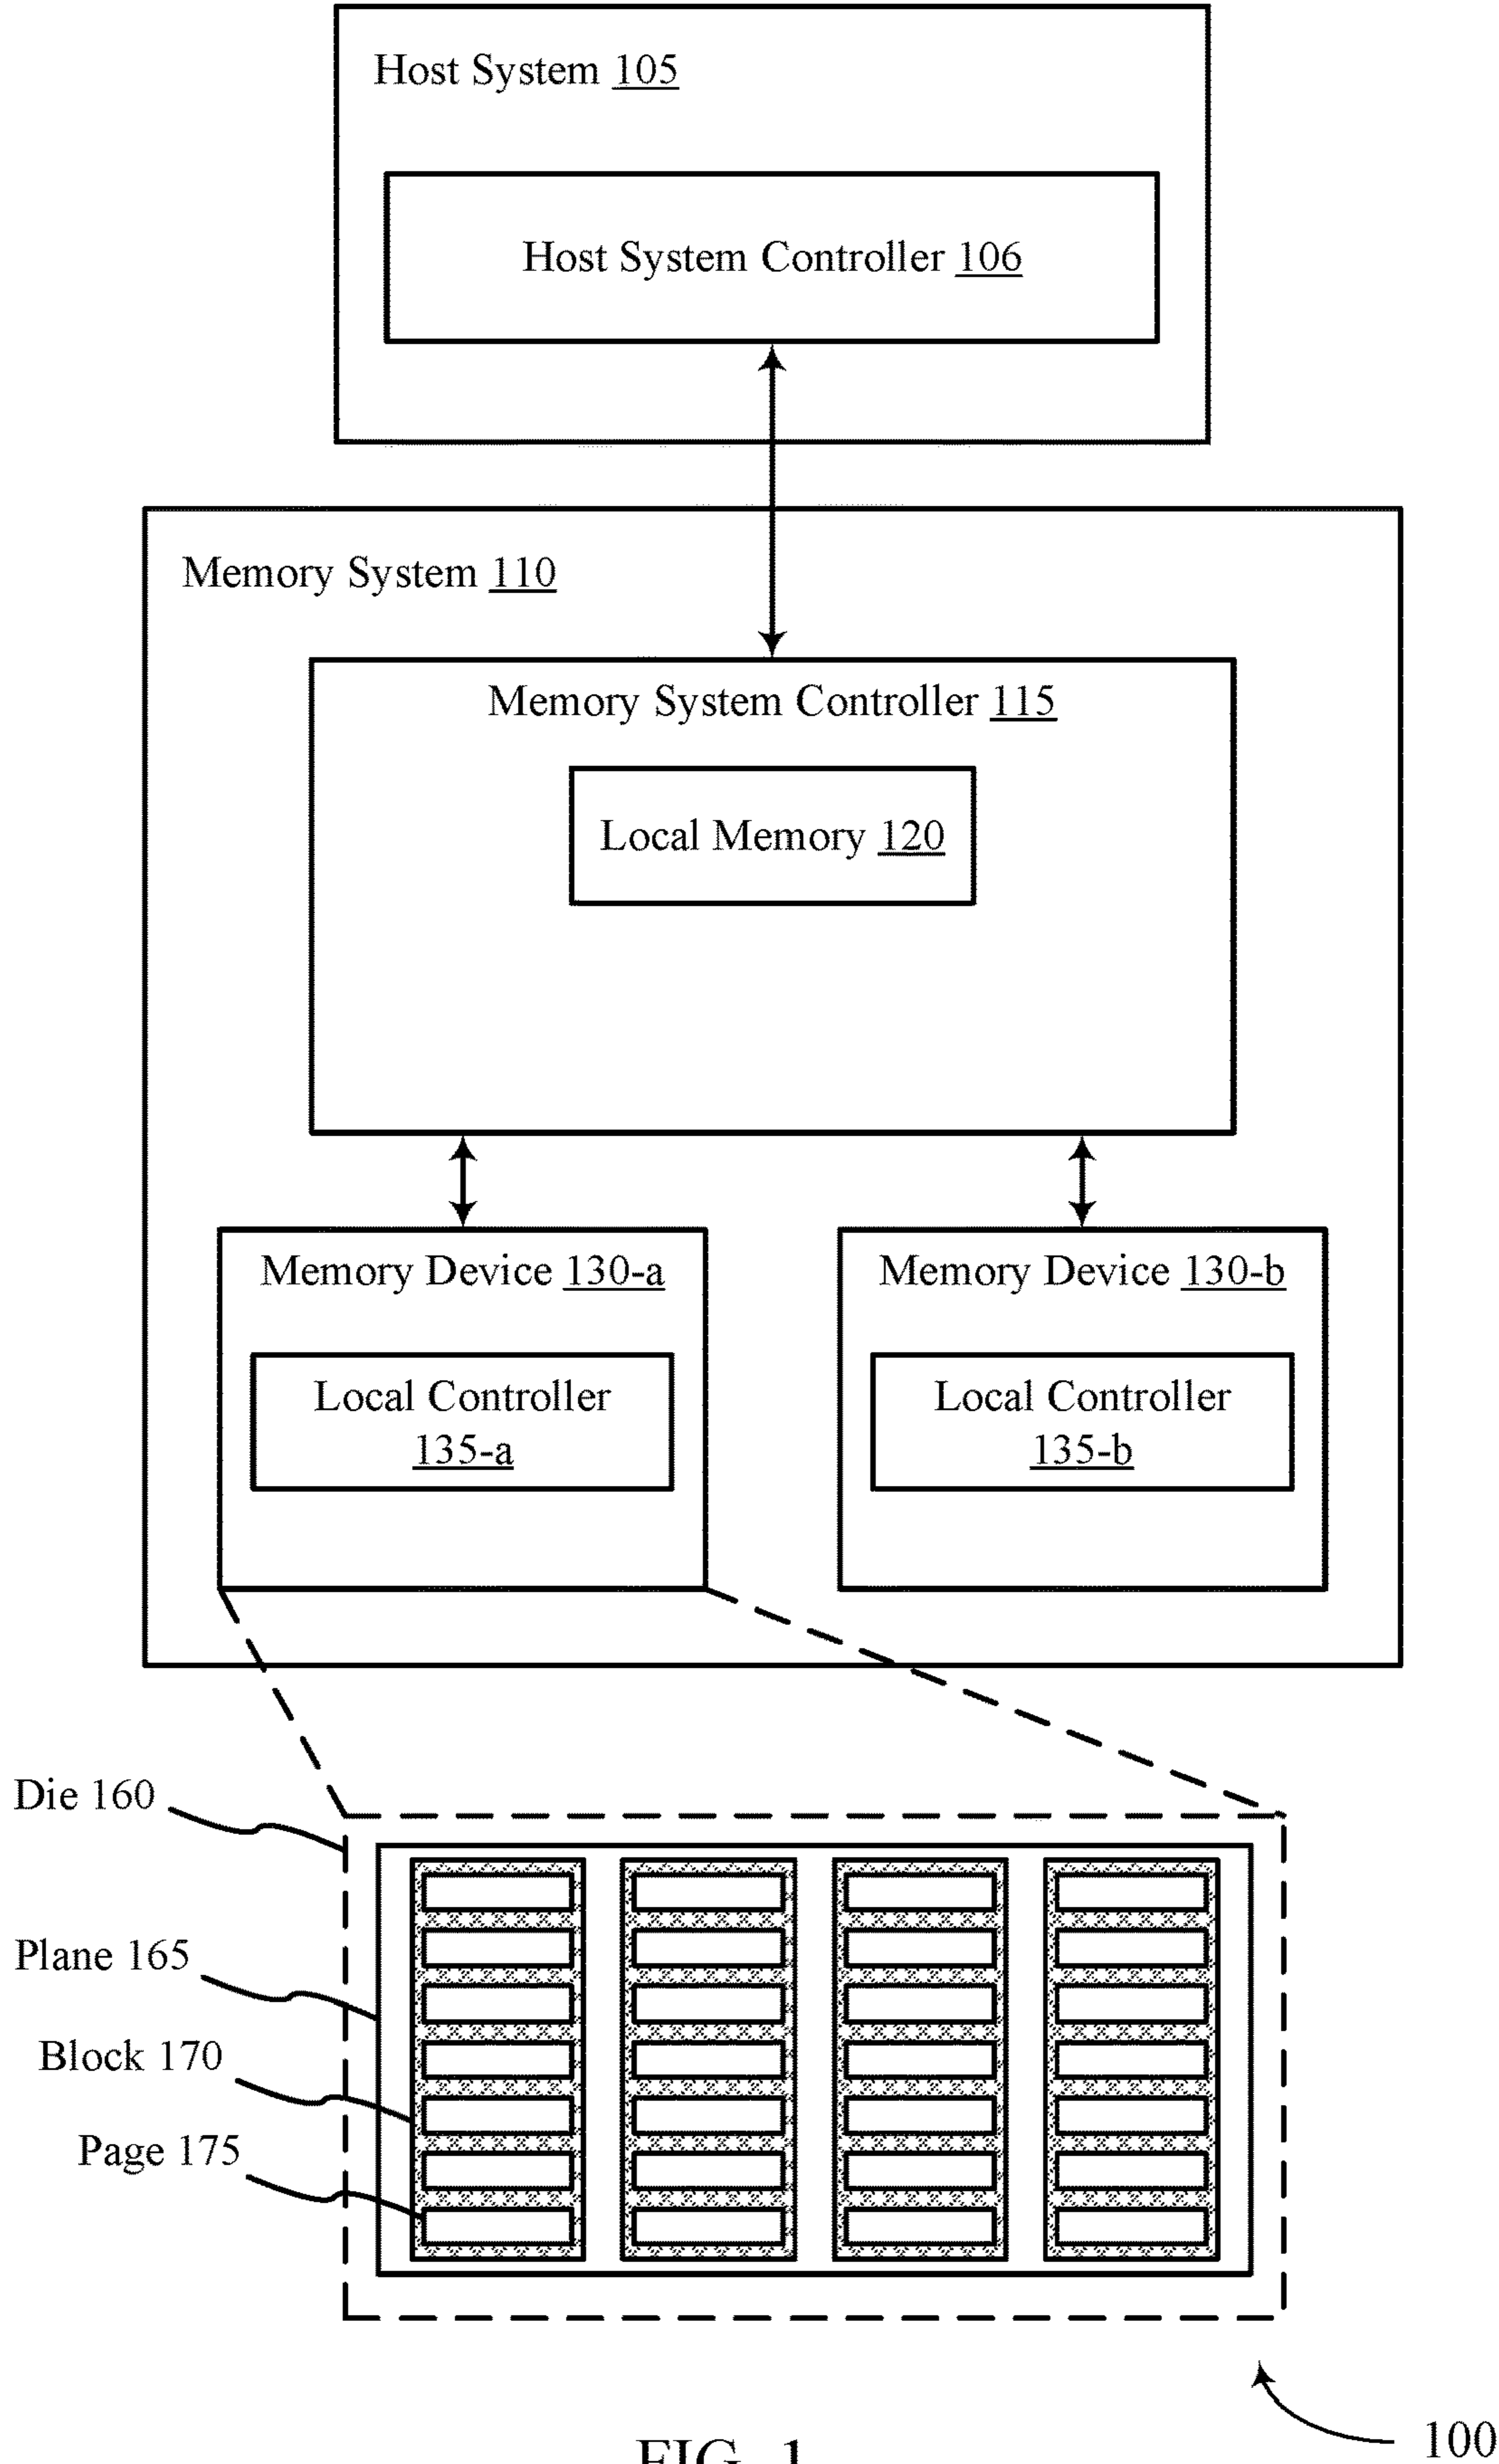 Host System 105
Host System Controller 106
Memory System 110
Memory System Controller 115
Local Memory 120
Memory Device 130-a
Memory Device 130-b
Local Controller
135-a
Local Controller
135-b
Die 160
Plane 165
Block 170
Page 175
100
FIG. 1